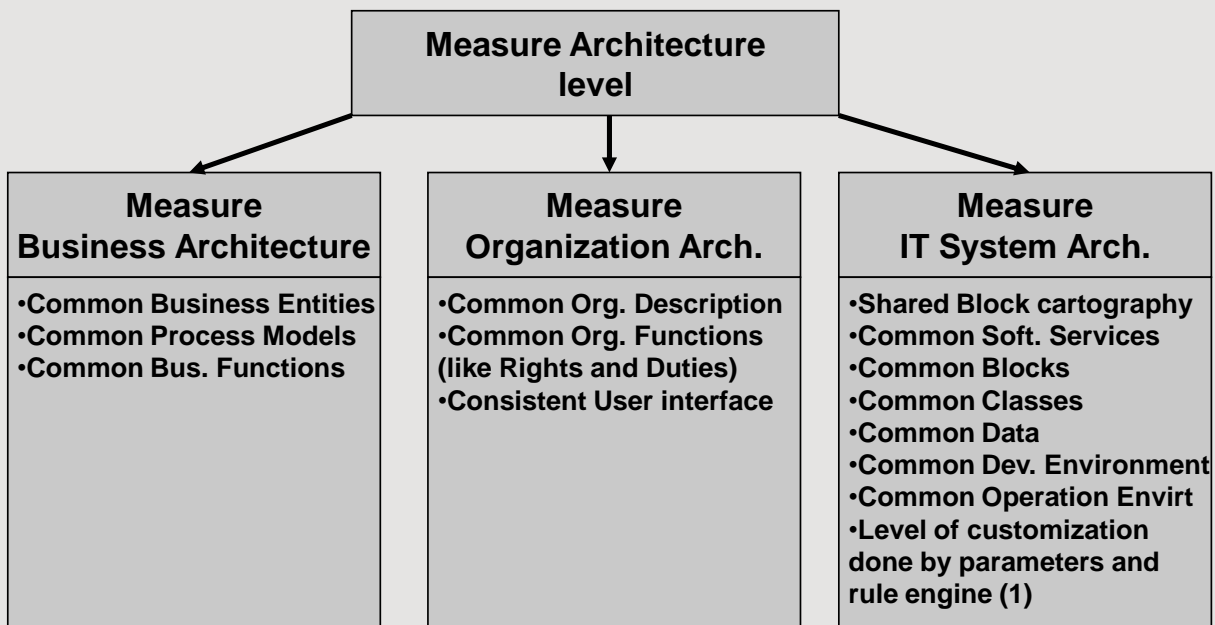 Measure Architecture
level
Measure
Business Architecture
•Common Business Entities
•Common Process Models
•Common Bus. Functions
Measure
Organization Arch.
•Common Org. Description
•Common Org. Functions
(like Rights and Duties)
•Consistent User interface
Measure
IT System Arch.
•Shared Block cartography
•Common Soft. Services
•Common Blocks
•Common Classes
•Common Data
•Common Dev. Environment
•Common Operation Envirt
•Level of customization
done by parameters and
rule engine (1)